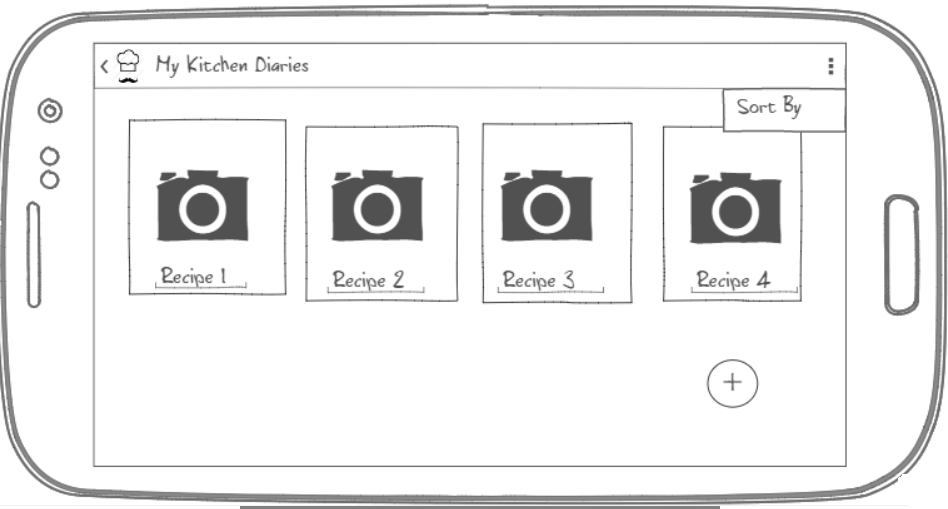 My Kitchen Diaries
Sort By
Recipe 1
Recipe 2
Recipe 3
Recipe 4